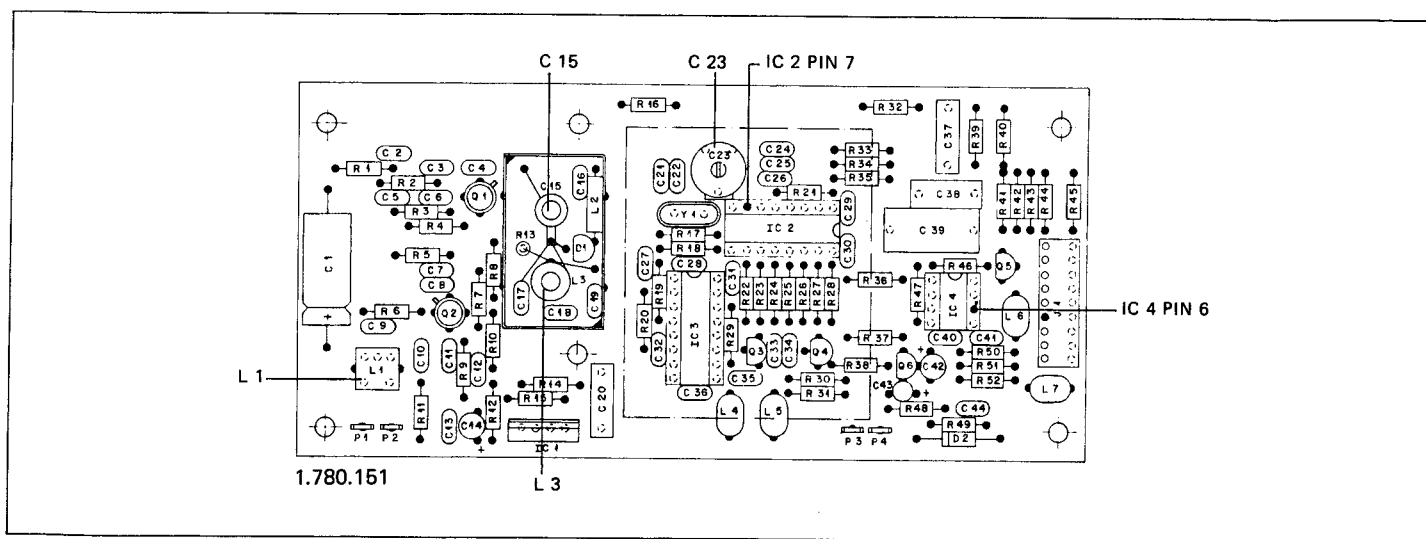 C 15
C 23
IC 2 PIN 7
R 16
R 32
C 37
R 39
R 40
C 2
C 3
C 4
C 24
C 25
C 26
R 33
R 34
R 35
R 1
R 2
C 5
C 6
Q 1
C 16
C 15
L 2
C 21
C 22
C 23
R 21
C 29
C 38
R 41
R 42
R 43
R 44
R 45
R 3
R 4
Y 1
IC 2
C 39
R 13
D 1
R 17
R 18
C 30
C 1
R 5
C 7
C 8
R 8
R 7
L 3
C 27
C 28
C 31
R 46
Q 5
R 36
R 47
IC 4
IC 4 PIN 6
R 19
R 20
R 22
R 23
R 24
R 25
R 26
R 27
R 28
C 17
C 18
C 19
L 6
J 4
R 6
C 9
Q 2
R 10
IC 3
R 29
C 32
R 37
C 40
C 41
L 1
L 1
C 10
C 11
R 9
C 12
Q 3
C 33
C 34
Q 4
R 38
Q 6
C 42
R 50
R 51
R 52
R 14
R 15
C 20
C 35
C 36
R 30
R 31
C 43
L 7
R 11
C 13
C 14
R 12
L 4
L 5
R 48
C 44
R 49
D 2
P 1
P 2
IC 1
P 3
P 4
1.780.151
L 3